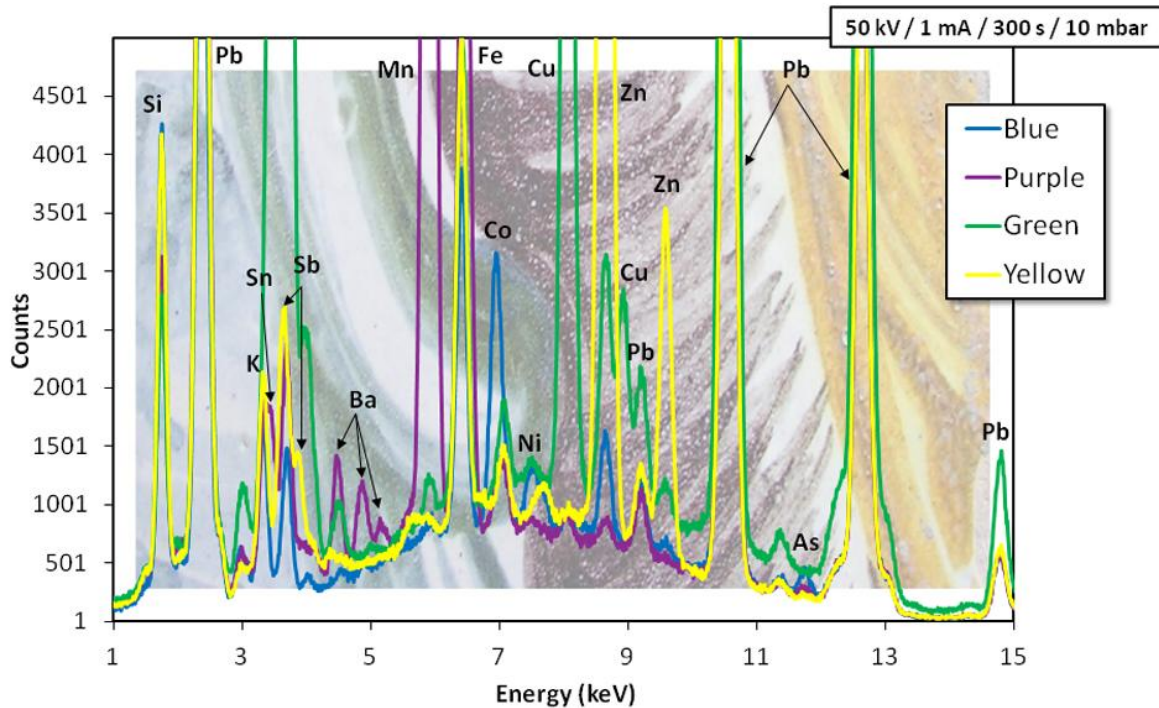 50 kV / 1 mA / 300 s / 10 mbar
Pb
Mn
Fe
Cu
Pb
Si
Zn
Blue
Purple
Green
Yellow
Zn
Co
Sn
Sb
Cu
K
Pb
Ba
Ni
As
Pb
4501
4001
3501
3001
2501
2001
1501
1001
501
1
Counts
1 3 5 7 9 11 13 15
Energy (keV)